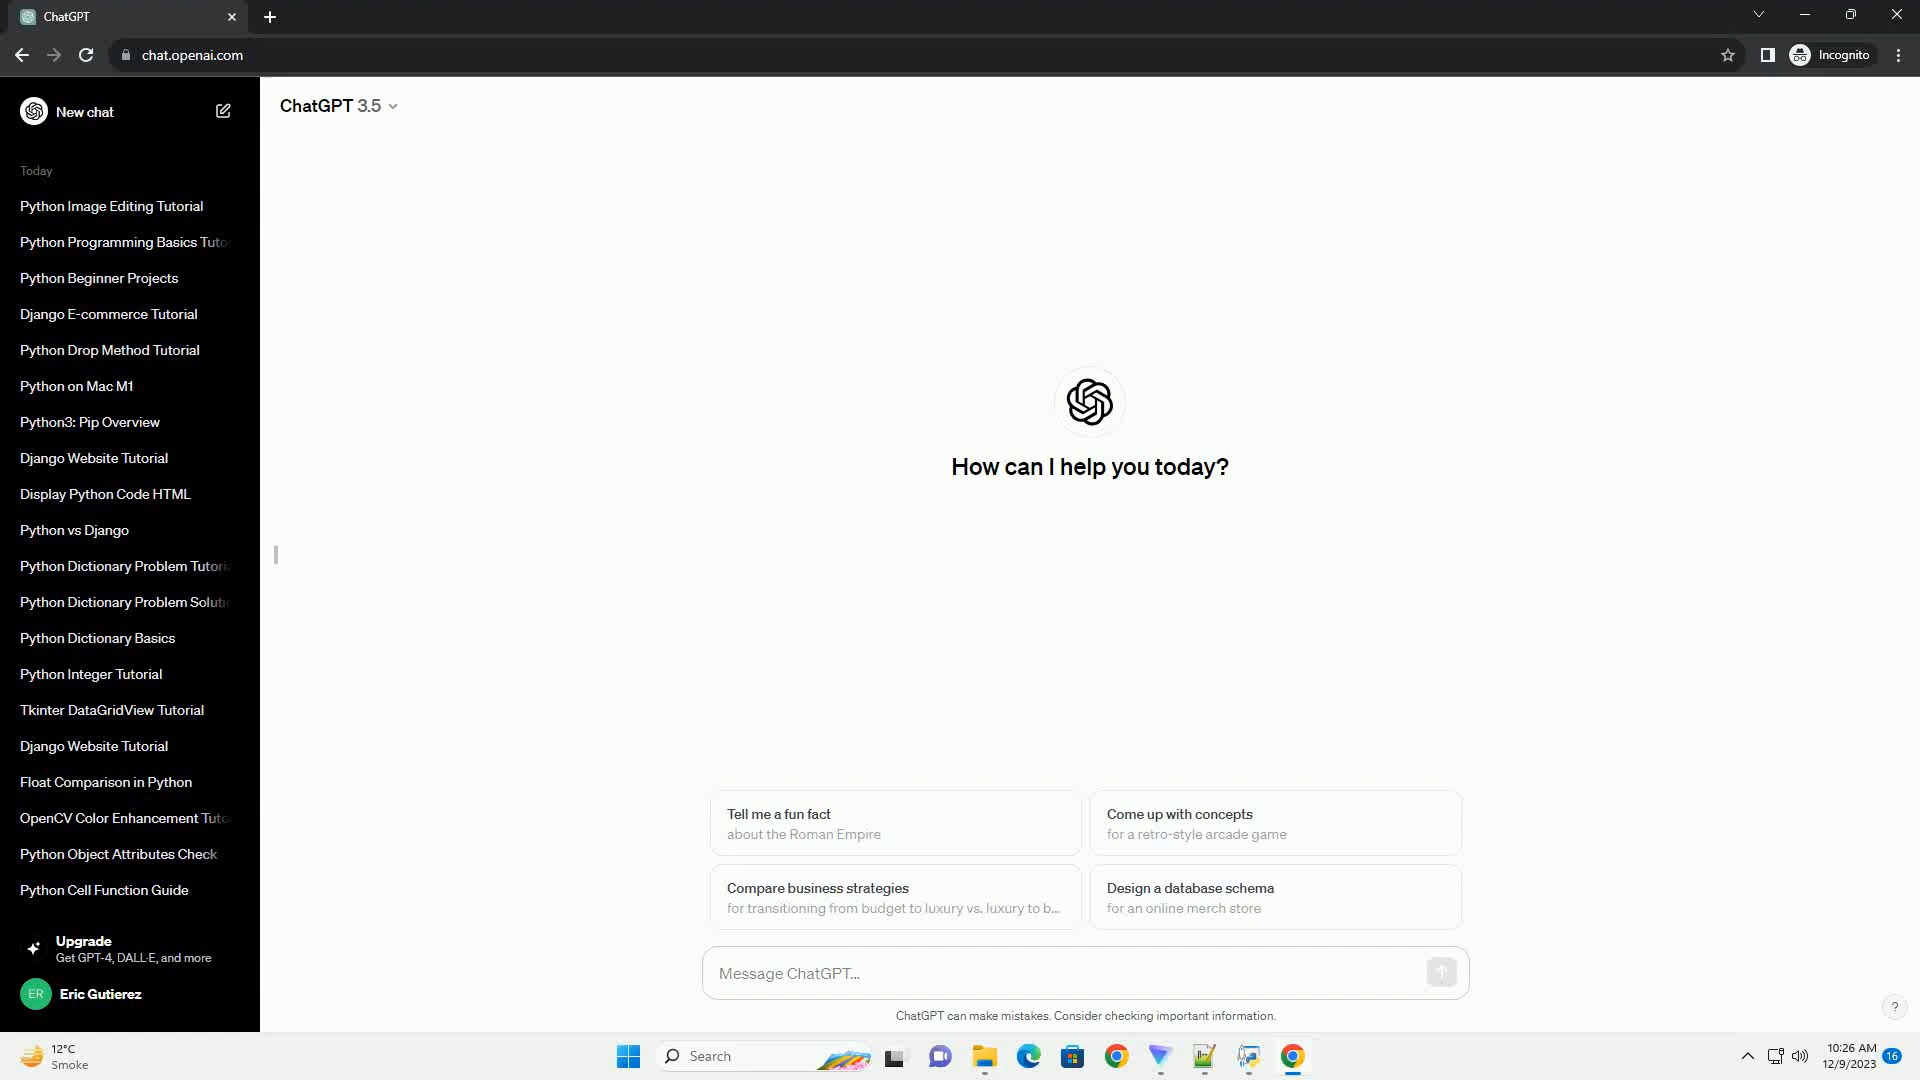 ChatGPT
chat.openai.com
Incognito
New chat
ChatGPT 3.5
Today
Python Image Editing Tutorial
Python Programming Basics Tuto
Python Beginner Projects
Django E-commerce Tutorial
Python Drop Method Tutorial
Python on Mac M1
Python3: Pip Overview
Django Website Tutorial
Display Python Code HTML
Python vs Django
Python Dictionary Problem Tutori
Python Dictionary Problem Soluti
Python Dictionary Basics
Python Integer Tutorial
Tkinter DataGridView Tutorial
Django Website Tutorial
Float Comparison in Python
OpenCV Color Enhancement Tuto
Python Object Attributes Check
Python Cell Function Guide
Upgrade
Get GPT-4, DALL·E, and more
ER
Eric Gutierez
How can I help you today?
Tell me a fun fact
about the Roman Empire
Come up with concepts
for a retro-style arcade game
Compare business strategies
for transitioning from budget to luxury vs. luxury to b...
Design a database schema
for an online merch store
Message ChatGPT...
ChatGPT can make mistakes. Consider checking important information.
?
12°C
Smoke
Search
10:26 AM
12/9/2023
16